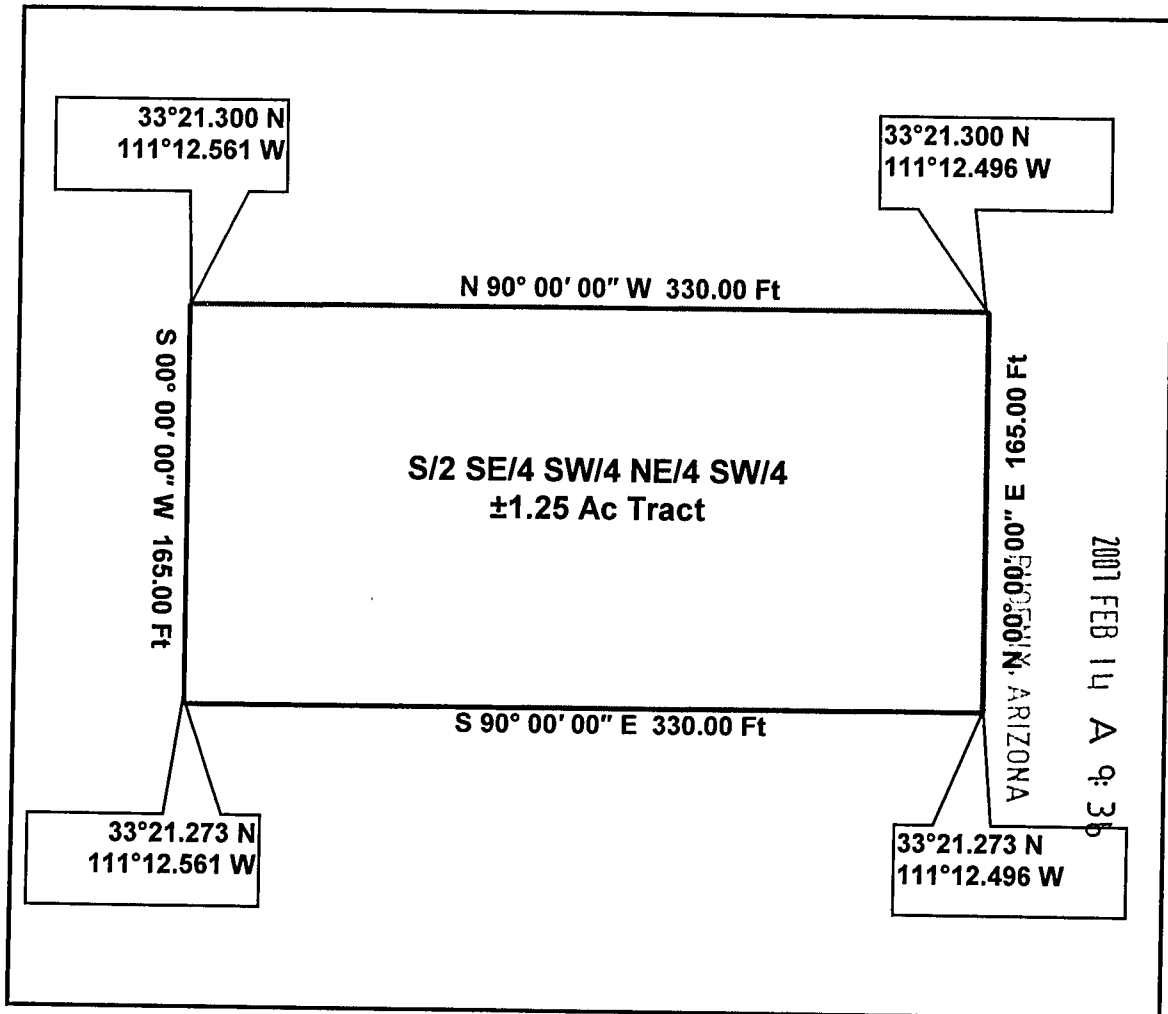 33°21.300 N
111°12.561 W
33°21.300 N
111°12.496 W
N 90° 00′ 00″ W 330.00 Ft
S 00° 00′ 00″ W 165.00 Ft
S/2 SE/4 SW/4 NE/4 SW/4
±1.25 Ac Tract
N 00° 00′ 00″ E 165.00 Ft
PHOENIX, ARIZONA
2007 FEB 14 A 9:36
S 90° 00′ 00″ E 330.00 Ft
33°21.273 N
111°12.561 W
33°21.273 N
111°12.496 W